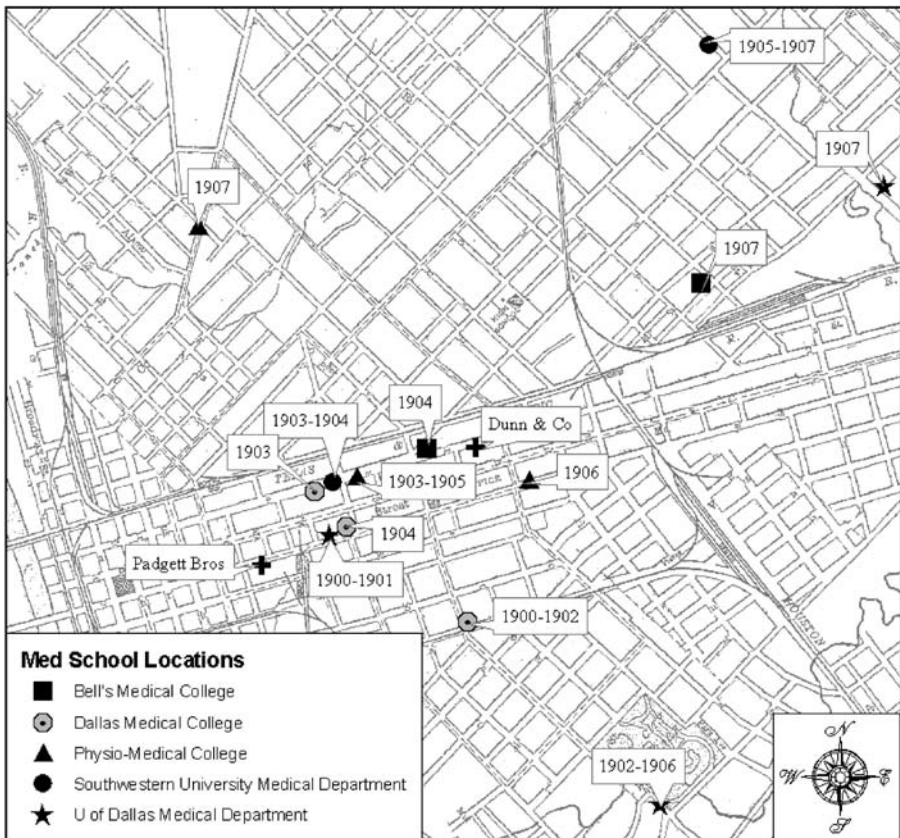 1905-1907
1907
1907
1907
1904
Dunn & Co
1903-1904
1903
1903-1905
1906
1904
Padgett Bros
1900-1901
1900-1902
HOUSTON
1902-1906
Med School Locations
Bell's Medical College
Dallas Medical College
Physio-Medical College
Southwestern University Medical Department
U of Dallas Medical Department
N
W E